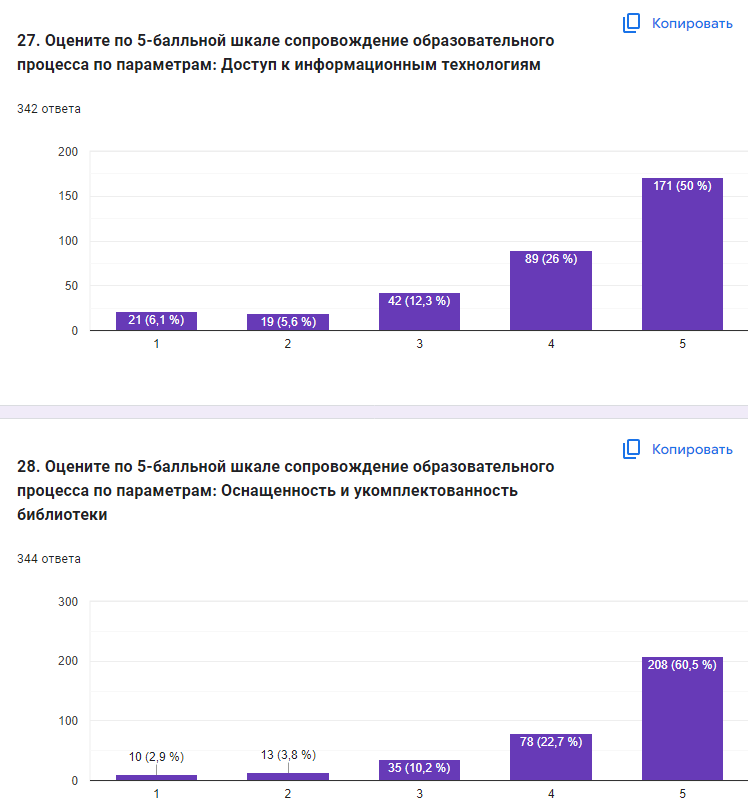 Копировать
27. Оцените по 5-балльной шкале сопровождение образовательного
процесса по параметрам: Доступ к информационным технологиям
342 ответа
200
150
100
50
0
21 (6,1 %)
19 (5,6 %)
42 (12,3 %)
89 (26 %)
171 (50 %)
1 2 3 4 5
Копировать
28. Оцените по 5-балльной шкале сопровождение образовательного
процесса по параметрам: Оснащенность и укомплектованность
библиотеки
344 ответа
300
200
100
0
10 (2,9 %)
13 (3,8 %)
35 (10,2 %)
78 (22,7 %)
208 (60,5 %)
1 2 3 4 5